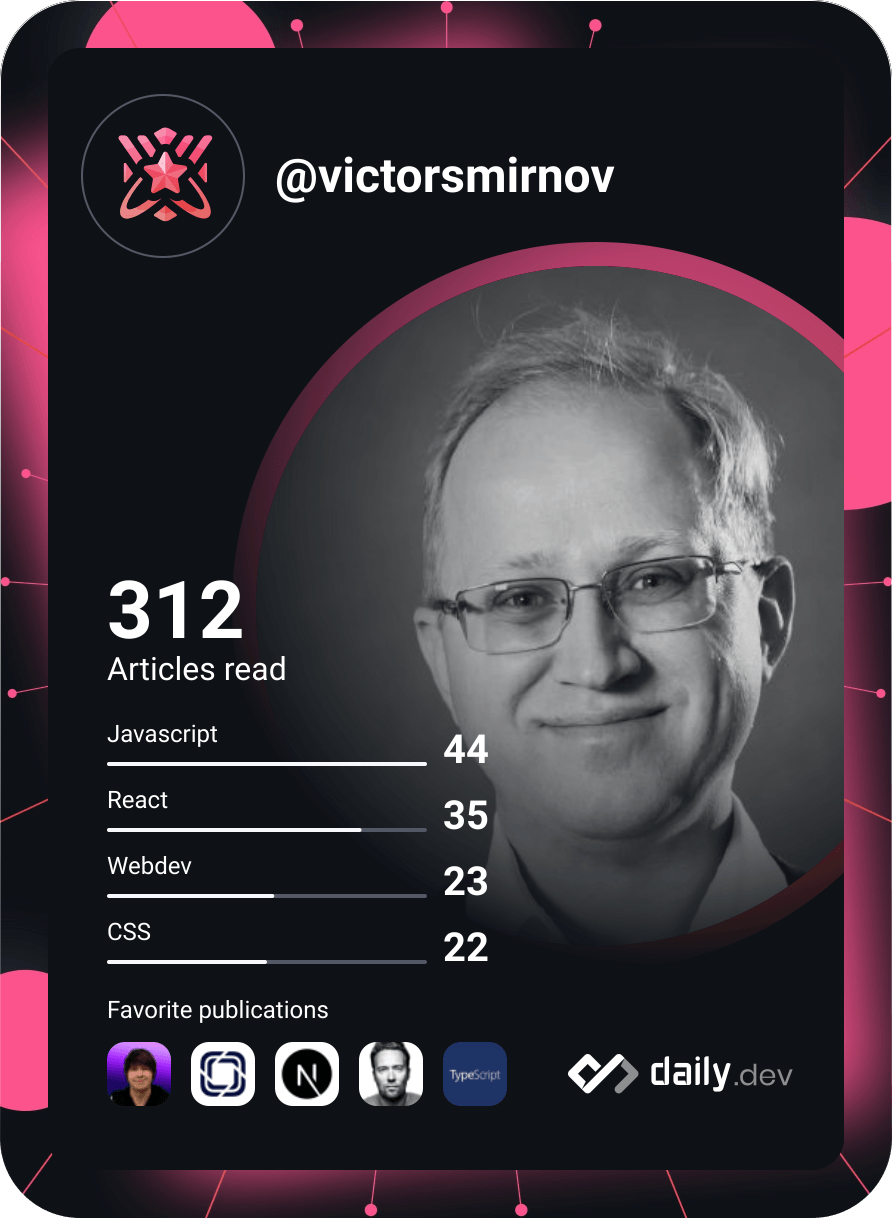 @victorsmirnov
312
Articles read
Javascript
44
React
35
Webdev
23
CSS
22
Favorite publications
N
TypeScript
daily.dev